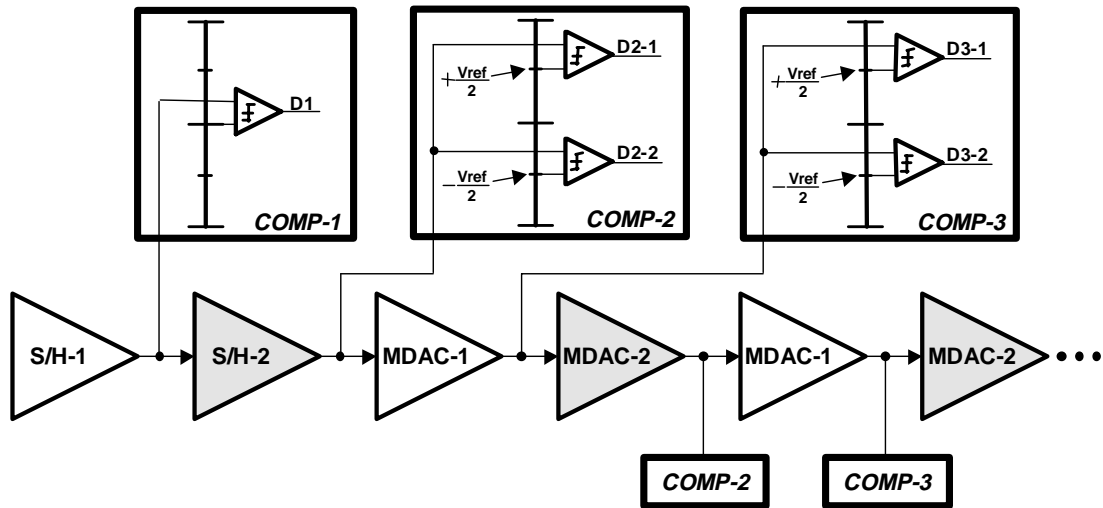 D1
COMP-1
D2-1
+Vref/2
D2-2
-Vref/2
COMP-2
D3-1
+Vref/2
D3-2
-Vref/2
COMP-3
S/H-1
S/H-2
MDAC-1
MDAC-2
MDAC-1
MDAC-2
COMP-2
COMP-3